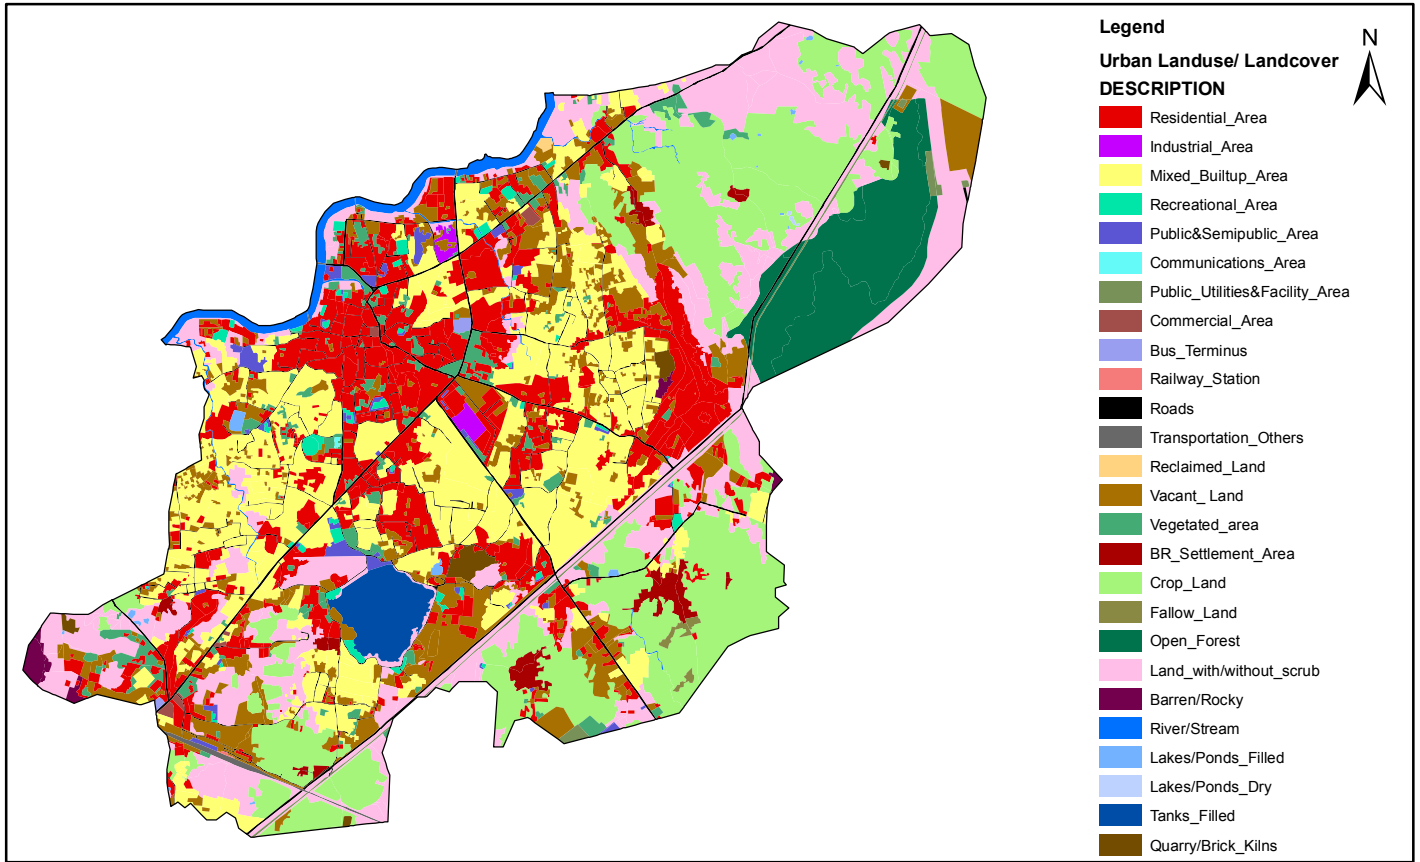 Legend
N
Urban Landuse/ Landcover
DESCRIPTION
Residential_Area
Industrial_Area
Mixed_Builtup_Area
Recreational_Area
Public&Semipublic_Area
Communications_Area
Public_Utilities&Facility_Area
Commercial_Area
Bus_Terminus
Railway_Station
Roads
Transportation_Others
Reclaimed_Land
Vacant_ Land
Vegetated_area
BR_Settlement_Area
Crop_Land
Fallow_Land
Open_Forest
Land_with/without_scrub
Barren/Rocky
River/Stream
Lakes/Ponds_Filled
Lakes/Ponds_Dry
Tanks_Filled
Quarry/Brick_Kilns